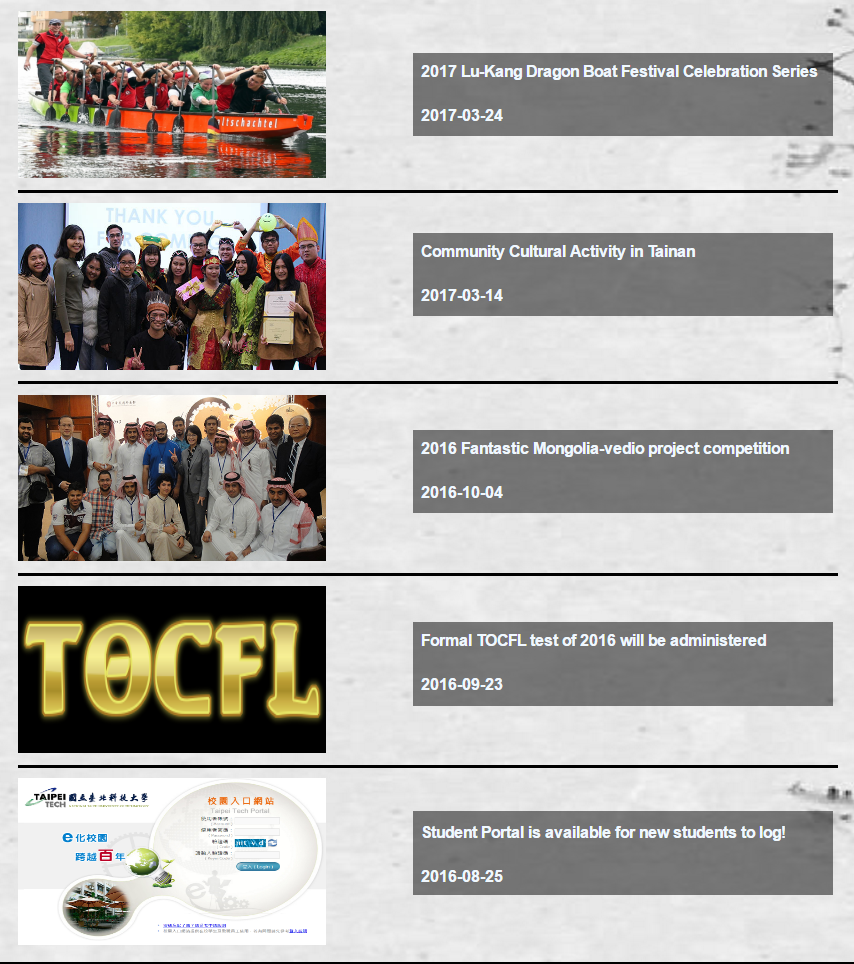 2017 Lu-Kang Dragon Boat Festival Celebration Series
2017-03-24
ltschachtel
THANK YOU
Community Cultural Activity in Tainan
2017-03-14
2016 Fantastic Mongolia-vedio project competition
2016-10-04
TOCFL
Formal TOCFL test of 2016 will be administered
2016-09-23
TAIPEI TECH 國立臺北科技大學
校園入口網站
Taipei Tech Portal
e化校園
跨越百年
登入(Login)
Student Portal is available for new students to log!
2016-08-25